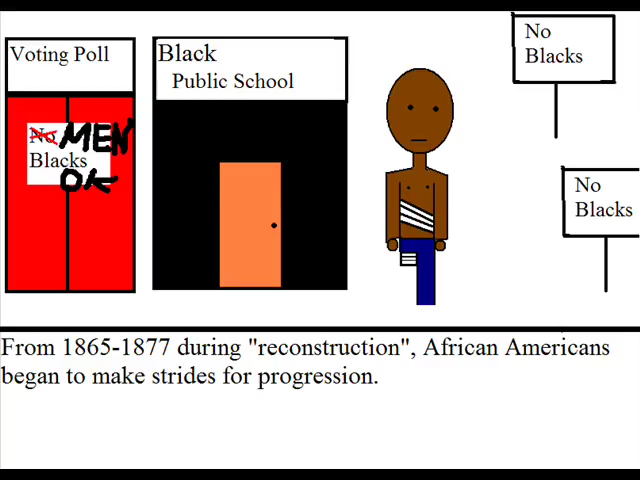 Voting Poll
No MEN
Blacks
OK
Black
Public School
No
Blacks
No
Blacks
From 1865-1877 during "reconstruction", African Americans
began to make strides for progression.